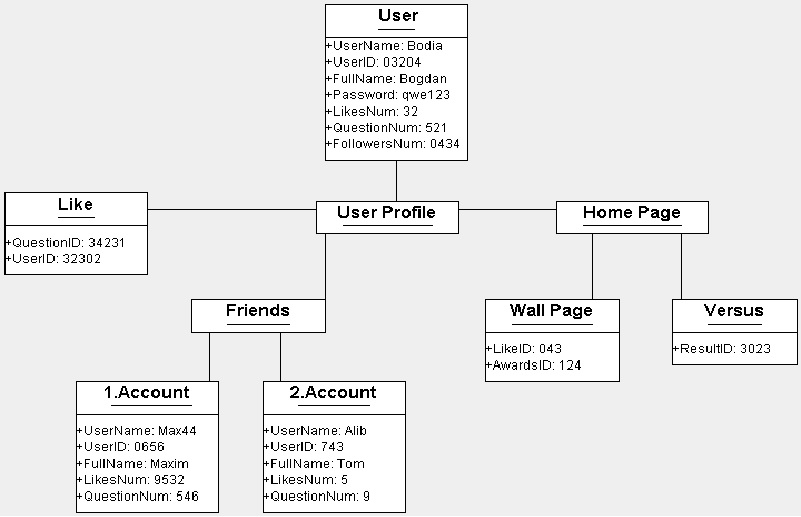 User
+UserName: Bodia
+UserID: 03204
+FullName: Bogdan
+Password: qwe123
+LikesNum: 32
+QuestionNum: 521
+FollowersNum: 0434
Like
+QuestionID: 34231
+UserID: 32302
User Profile
Home Page
Friends
Wall Page
+LikeID: 043
+AwardsID: 124
Versus
+ResultID: 3023
1.Account
+UserName: Max44
+UserID: 0656
+FullName: Maxim
+LikesNum: 9532
+QuestionNum: 546
2.Account
+UserName: Alib
+UserID: 743
+FullName: Tom
+LikesNum: 5
+QuestionNum: 9